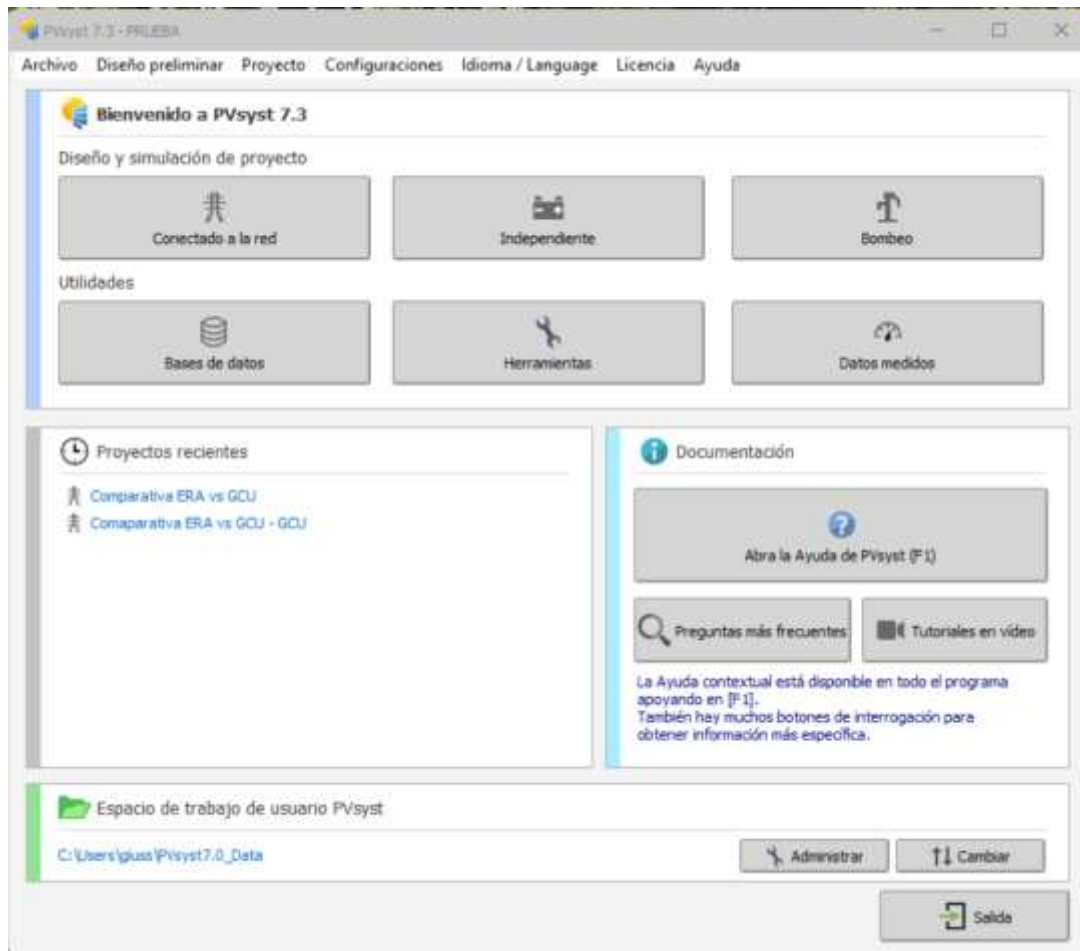 PVsyst 7.3 - PRUEBA
Archivo Diseño preliminar Proyecto Configuraciones Idioma / Language Licencia Ayuda
Bienvenido a PVsyst 7.3
Diseño y simulación de proyecto
Conectado a la red
Independiente
Bombeo
Utilidades
Bases de datos
Herramientas
Datos medidos
Proyectos recientes
Comparativa ERA vs GCU
Comaparativa ERA vs GCU - GCU
Documentación
Abra la Ayuda de PVsyst (F1)
Preguntas más frecuentes
Tutoriales en vídeo
La Ayuda contextual está disponible en todo el programa
apoyando en [F1].
También hay muchos botones de interrogación para
obtener información más específica.
Espacio de trabajo de usuario PVsyst
C:\Users\giuss\PVsyst7.0_Data
Administrar
Cambiar
Salida